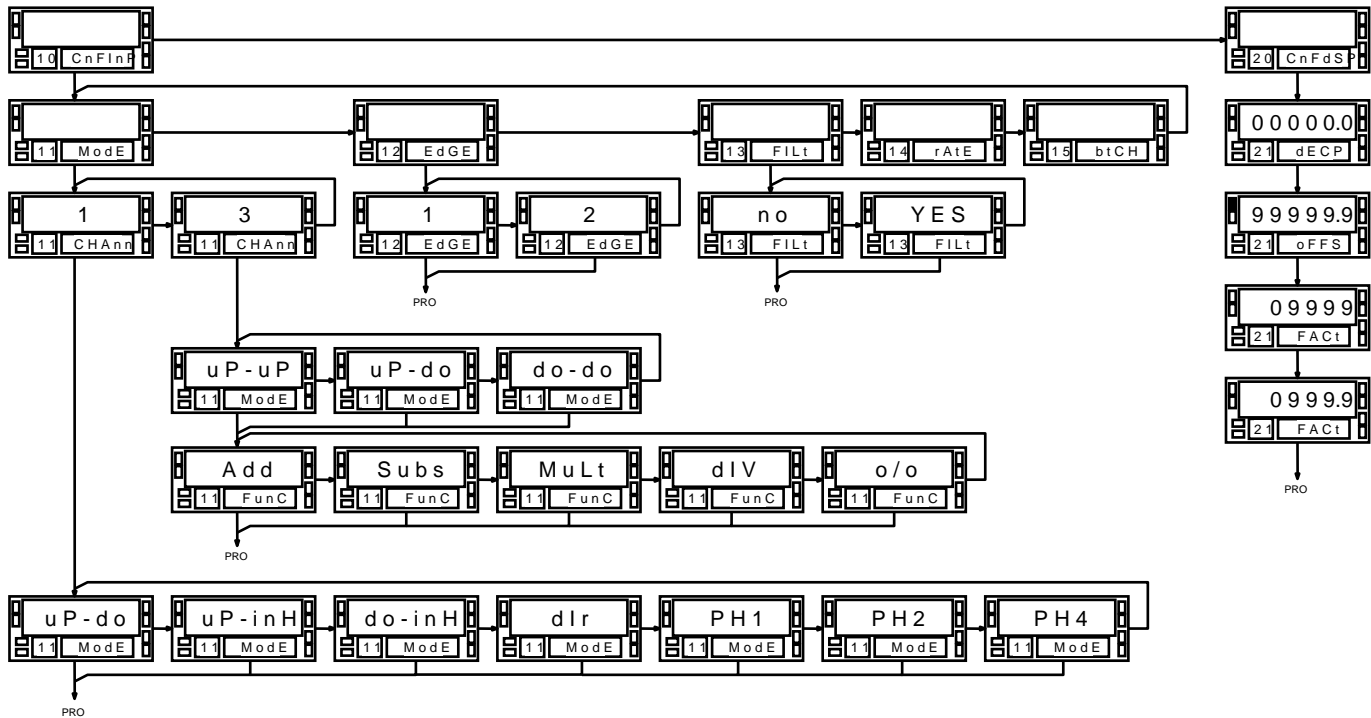 10 CnFInP
20 CnFdSP
11 ModE
12 EdGE
13 FILt
14 rAtE
15 btCH
00000.0
21 dECP
1
11 CHAnn
3
11 CHAnn
1
12 EdGE
2
12 EdGE
no
13 FILt
YES
13 FILt
99999.9
21 oFFS
PRO
PRO
09999
21 FACt
uP-uP
11 ModE
uP-do
11 ModE
do-do
11 ModE
0999.9
21 FACt
Add
11 FunC
Subs
11 FunC
MuLt
11 FunC
dIV
11 FunC
o/o
11 FunC
PRO
PRO
uP-do
11 ModE
uP-inH
11 ModE
do-inH
11 ModE
dIr
11 ModE
PH1
11 ModE
PH2
11 ModE
PH4
11 ModE
PRO